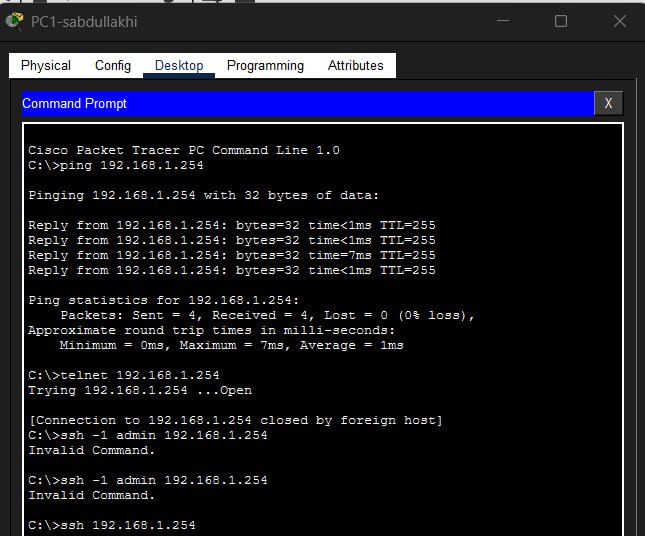 PC1-sabdullakhi
Physical Config Desktop Programming Attributes
Command Prompt X
Cisco Packet Tracer PC Command Line 1.0
C:\>ping 192.168.1.254
Pinging 192.168.1.254 with 32 bytes of data:
Reply from 192.168.1.254: bytes=32 time<1ms TTL=255
Reply from 192.168.1.254: bytes=32 time<1ms TTL=255
Reply from 192.168.1.254: bytes=32 time=7ms TTL=255
Reply from 192.168.1.254: bytes=32 time<1ms TTL=255
Ping statistics for 192.168.1.254:
Packets: Sent = 4, Received = 4, Lost = 0 (0% loss),
Approximate round trip times in milli-seconds:
Minimum = 0ms, Maximum = 7ms, Average = 1ms
C:\>telnet 192.168.1.254
Trying 192.168.1.254 ...Open
[Connection to 192.168.1.254 closed by foreign host]
C:\>ssh -1 admin 192.168.1.254
Invalid Command.
C:\>ssh -1 admin 192.168.1.254
Invalid Command.
C:\>ssh 192.168.1.254